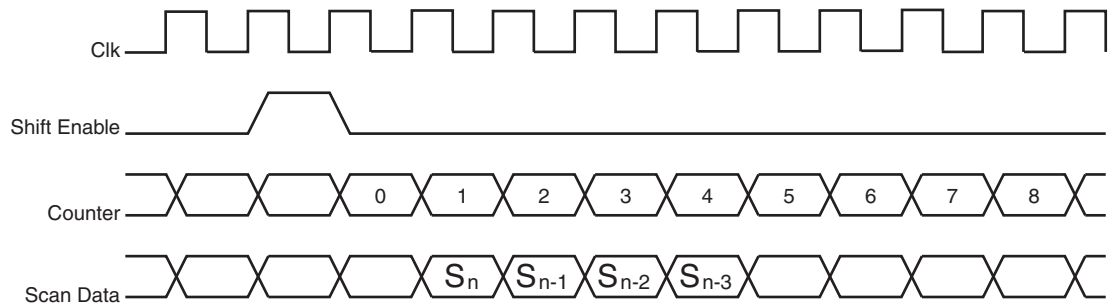 Clk
Shift Enable
Counter 0 1 2 3 4 5 6 7 8
Scan Data Sn Sn-1 Sn-2 Sn-3